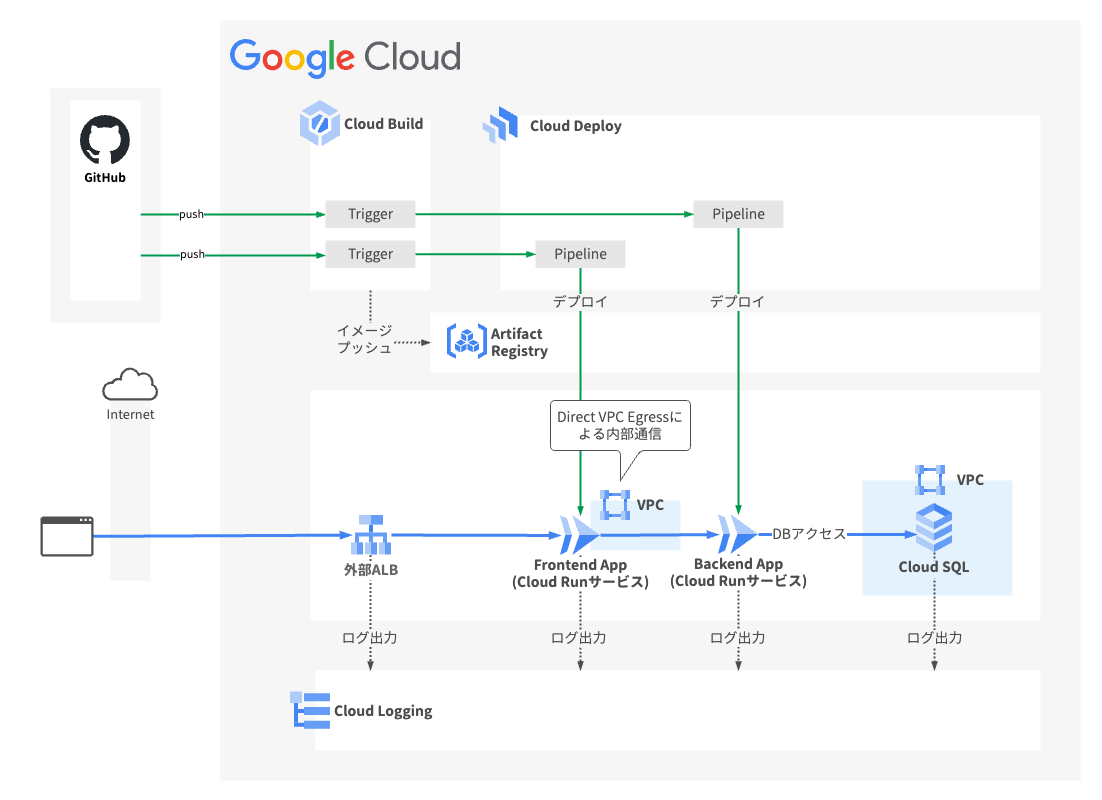 Google Cloud
Cloud Build
Cloud Deploy
GitHub
push
Trigger
Pipeline
push
Trigger
Pipeline
デプロイ
デプロイ
イメージ
プッシュ
Artifact
Registry
Internet
Direct VPC Egressに
よる内部通信
VPC
VPC
DBアクセス
外部ALB
Frontend App
(Cloud Runサービス)
Backend App
(Cloud Runサービス)
Cloud SQL
ログ出力
ログ出力
ログ出力
ログ出力
Cloud Logging